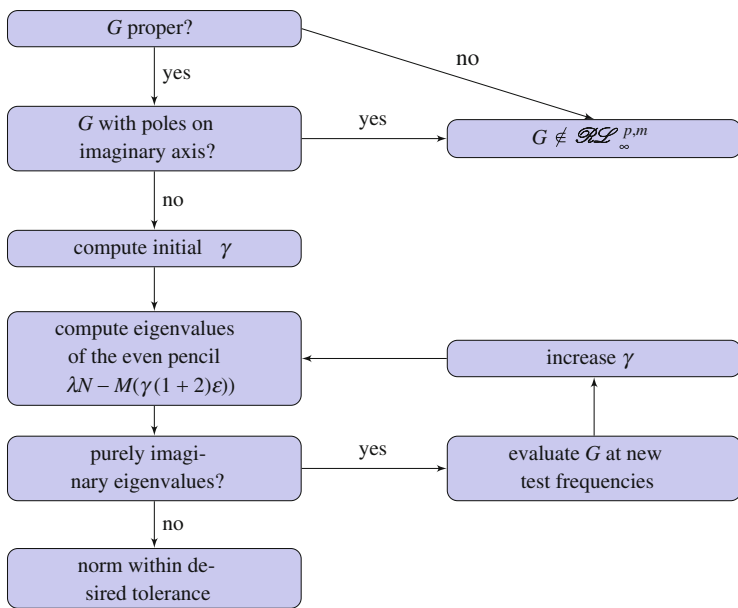 G proper?
no
yes
G with poles on
imaginary axis?
yes
G ∉ ℛℒ ∞ p,m
no
compute initial γ
compute eigenvalues
of the even pencil
λN − M(γ(1 + 2)ε))
increase γ
purely imagi-
nary eigenvalues?
yes
evaluate G at new
test frequencies
no
norm within de-
sired tolerance